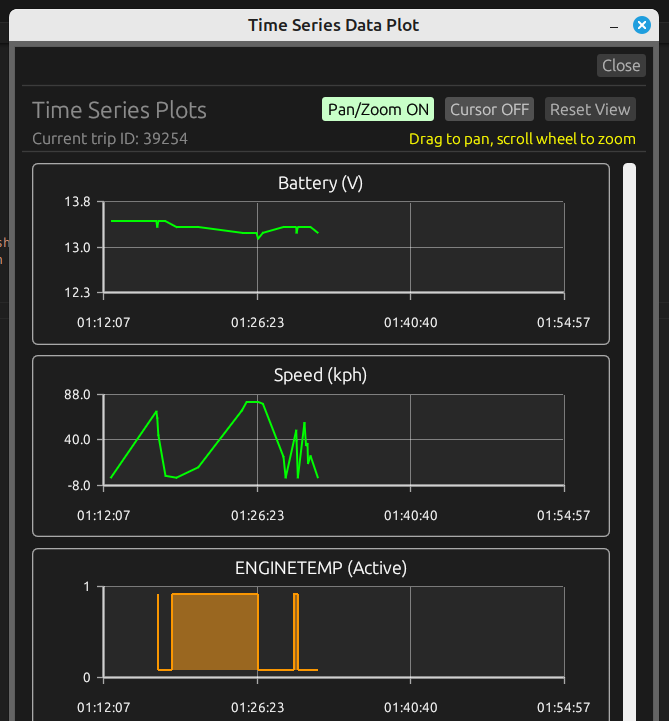 Time Series Data Plot
Close
Time Series Plots
Pan/Zoom ON
Cursor OFF
Reset View
Current trip ID: 39254
Drag to pan, scroll wheel to zoom
Battery (V)
13.8
13.0
12.3
01:12:07 01:26:23 01:40:40 01:54:57
Speed (kph)
88.0
40.0
-8.0
01:12:07 01:26:23 01:40:40 01:54:57
ENGINETEMP (Active)
1
0
01:12:07 01:26:23 01:40:40 01:54:57